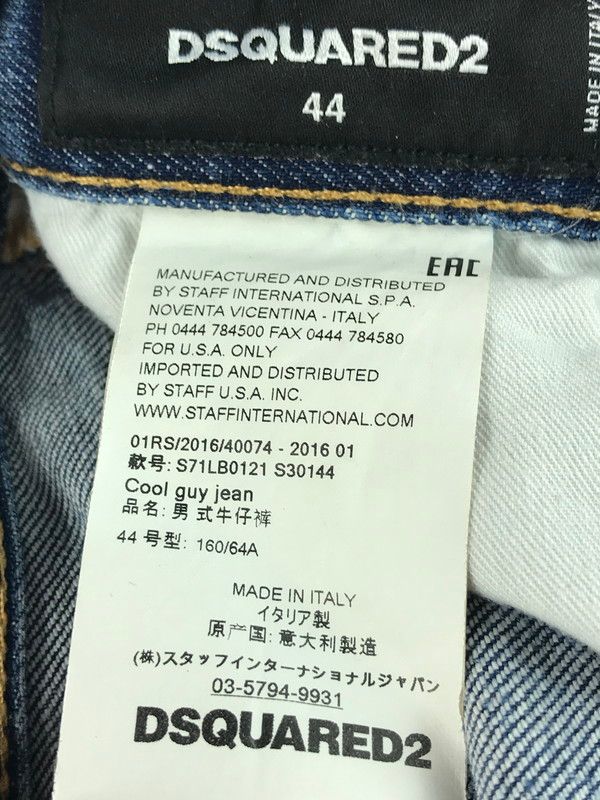 DSQUARED2
44
MADE IN ITALY
EAC
MANUFACTURED AND DISTRIBUTED
BY STAFF INTERNATIONAL S.P.A.
NOVENTA VICENTINA - ITALY
PH 0444 784500 FAX 0444 784580
FOR U.S.A. ONLY
IMPORTED AND DISTRIBUTED
BY STAFF U.S.A. INC.
WWW.STAFFINTERNATIONAL.COM
01RS/2016/40074 - 2016 01
款号: S71LB0121 S30144
Cool guy jean
品名: 男 式牛仔裤
44 号型: 160/64A
MADE IN ITALY
イタリア製
原产国: 意大利製造
(株)スタッフインターナショナルジャパン
03-5794-9931
DSQUARED2